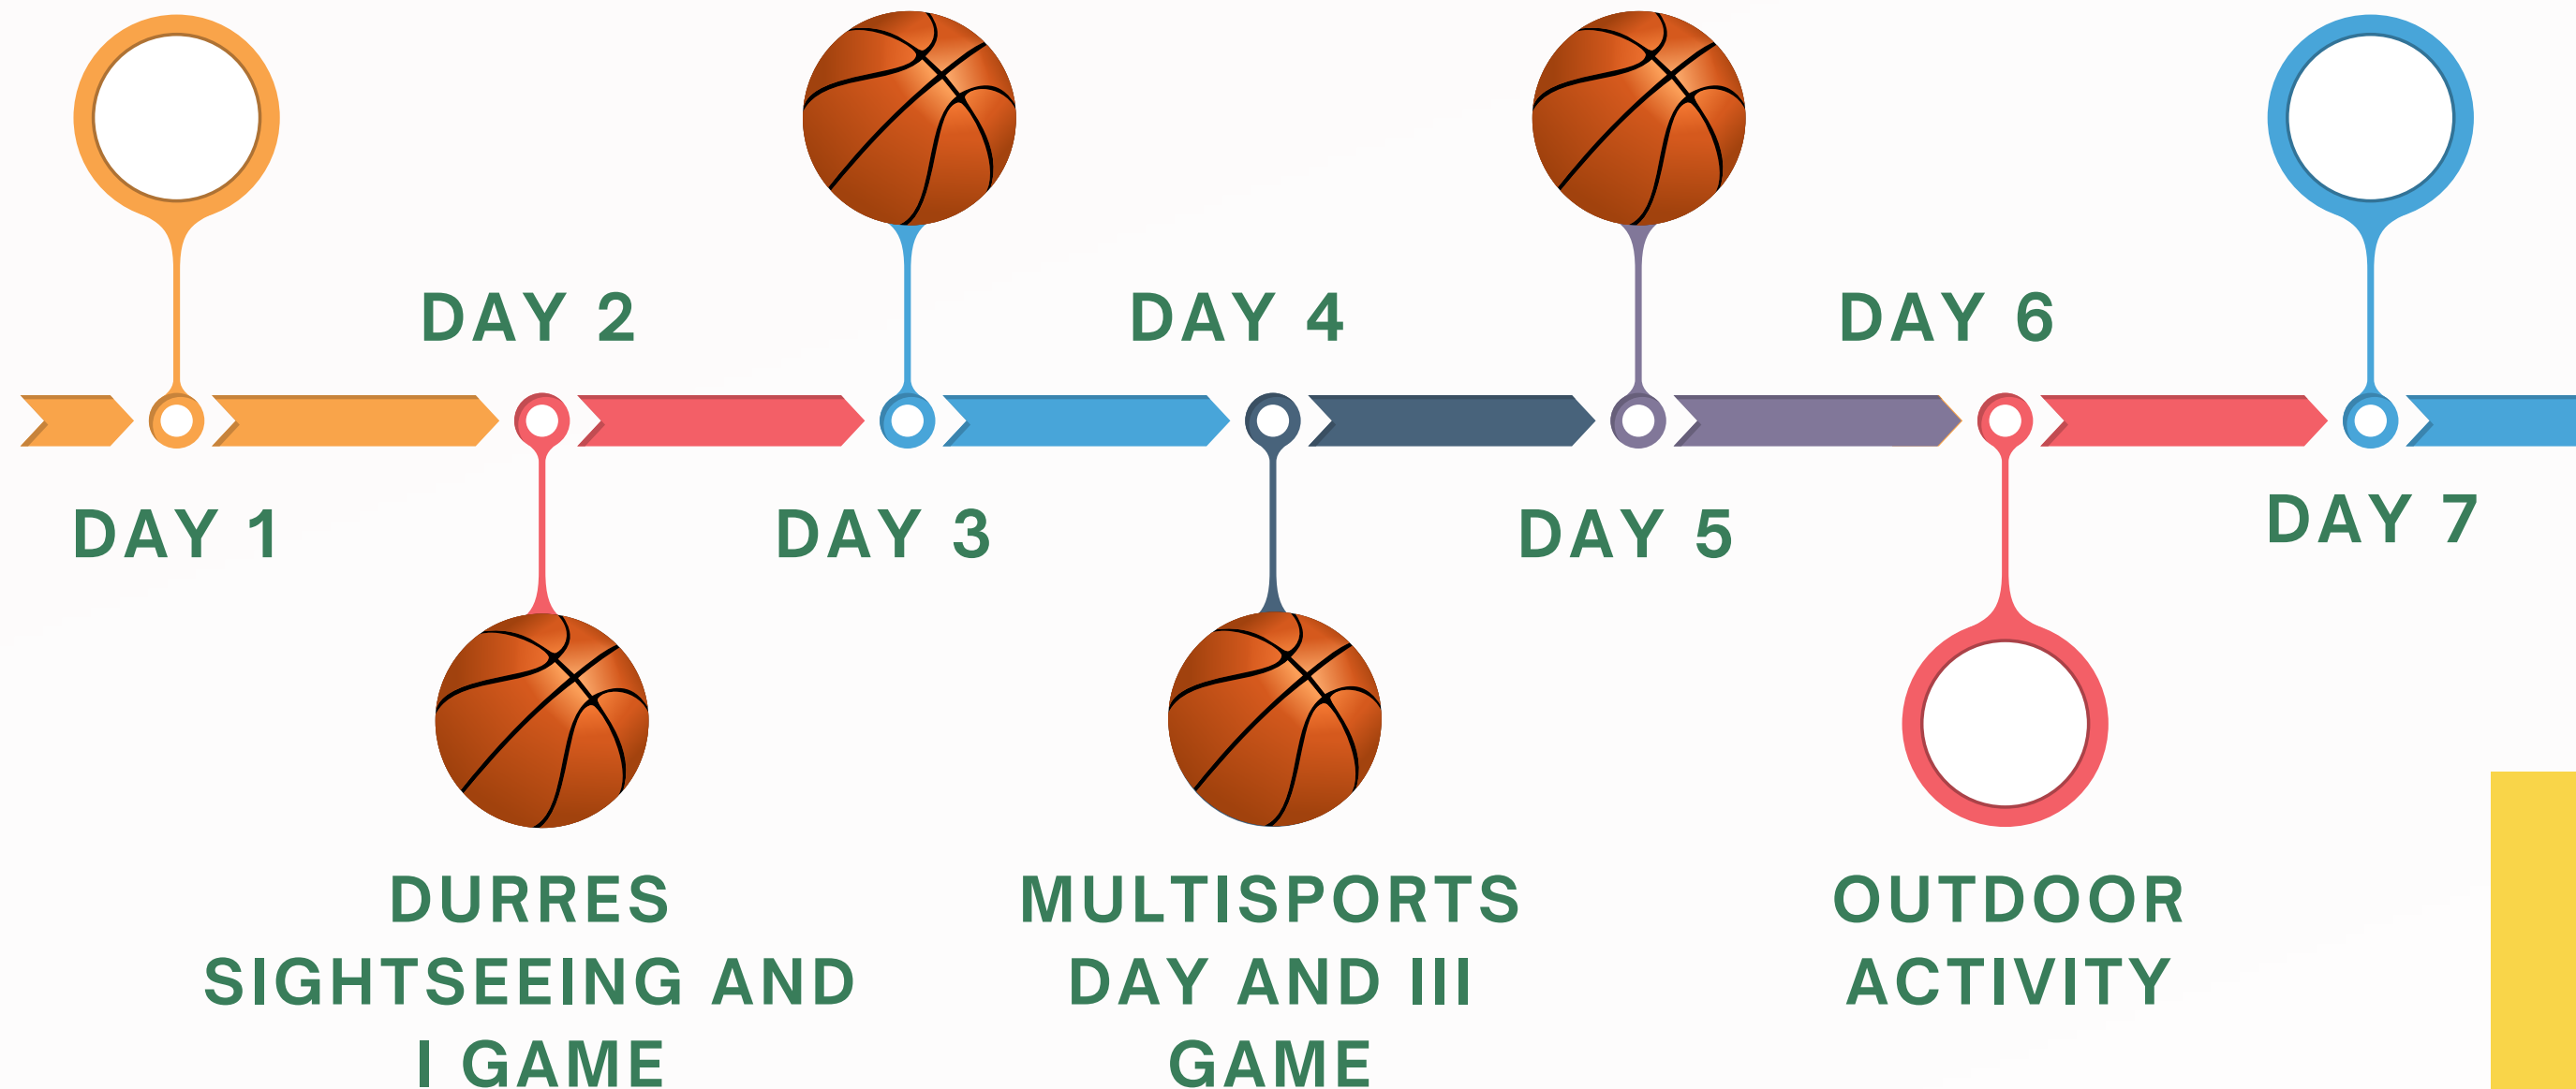 DAY 2
DAY 4
DAY 6
DAY 1
DAY 3
DAY 5
DAY 7
DURRES
SIGHTSEEING AND
I GAME
MULTISPORTS
DAY AND III
GAME
OUTDOOR
ACTIVITY